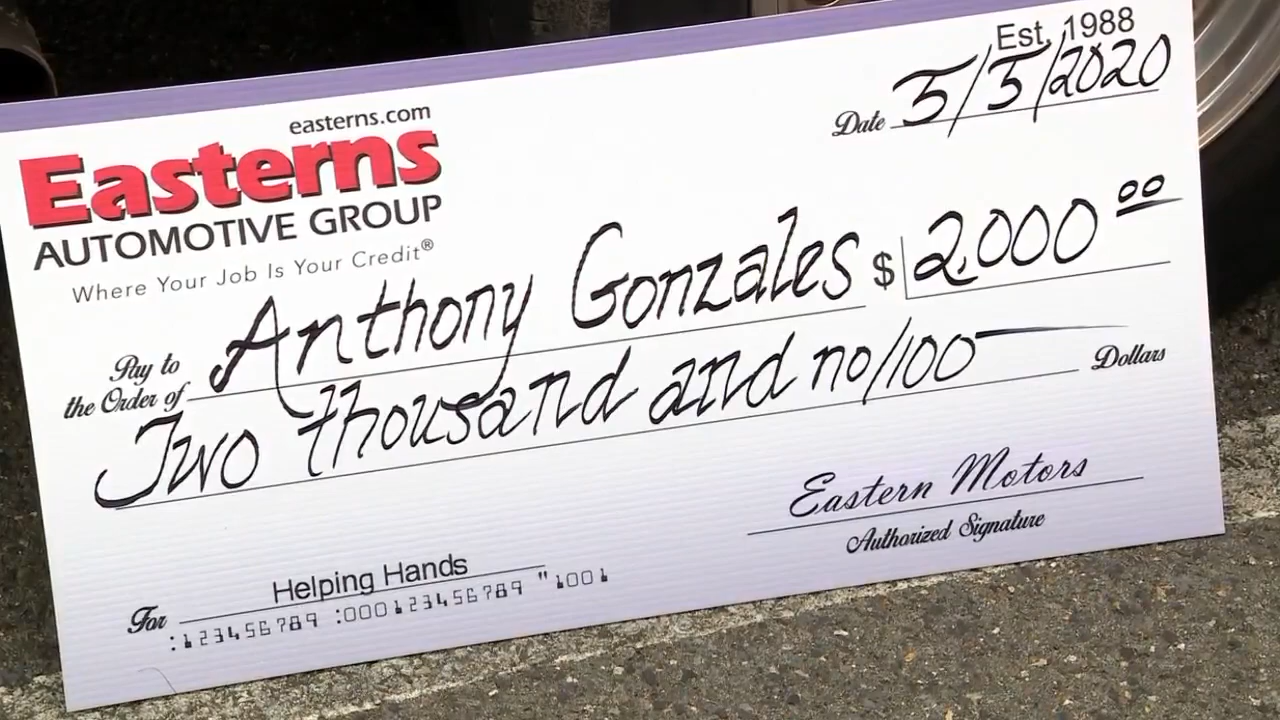 Est. 1988
Date 5/5/2020
easterns.com
Easterns
AUTOMOTIVE GROUP
Where Your Job Is Your Credit®
Pay to
the Order of Anthony Gonzales $ 2,000 00
Two thousand and no/100 Dollars
Eastern Motors
Authorized Signature
For Helping Hands
:123456789 :000123456789 "1001